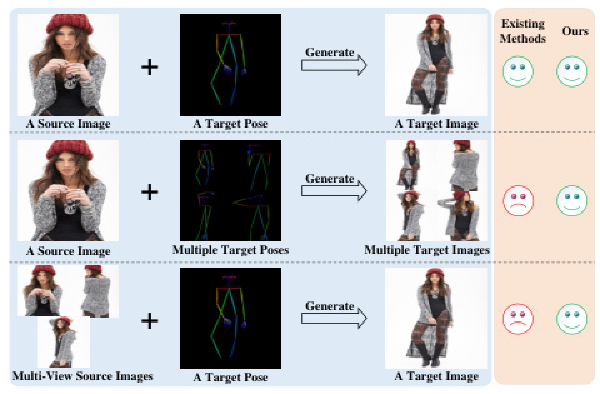 Existing
Methods
Ours
Generate
A Source Image
A Target Pose
A Target Image
Generate
A Source Image
Multiple Target Poses
Multiple Target Images
Generate
Multi-View Source Images
A Target Pose
A Target Image